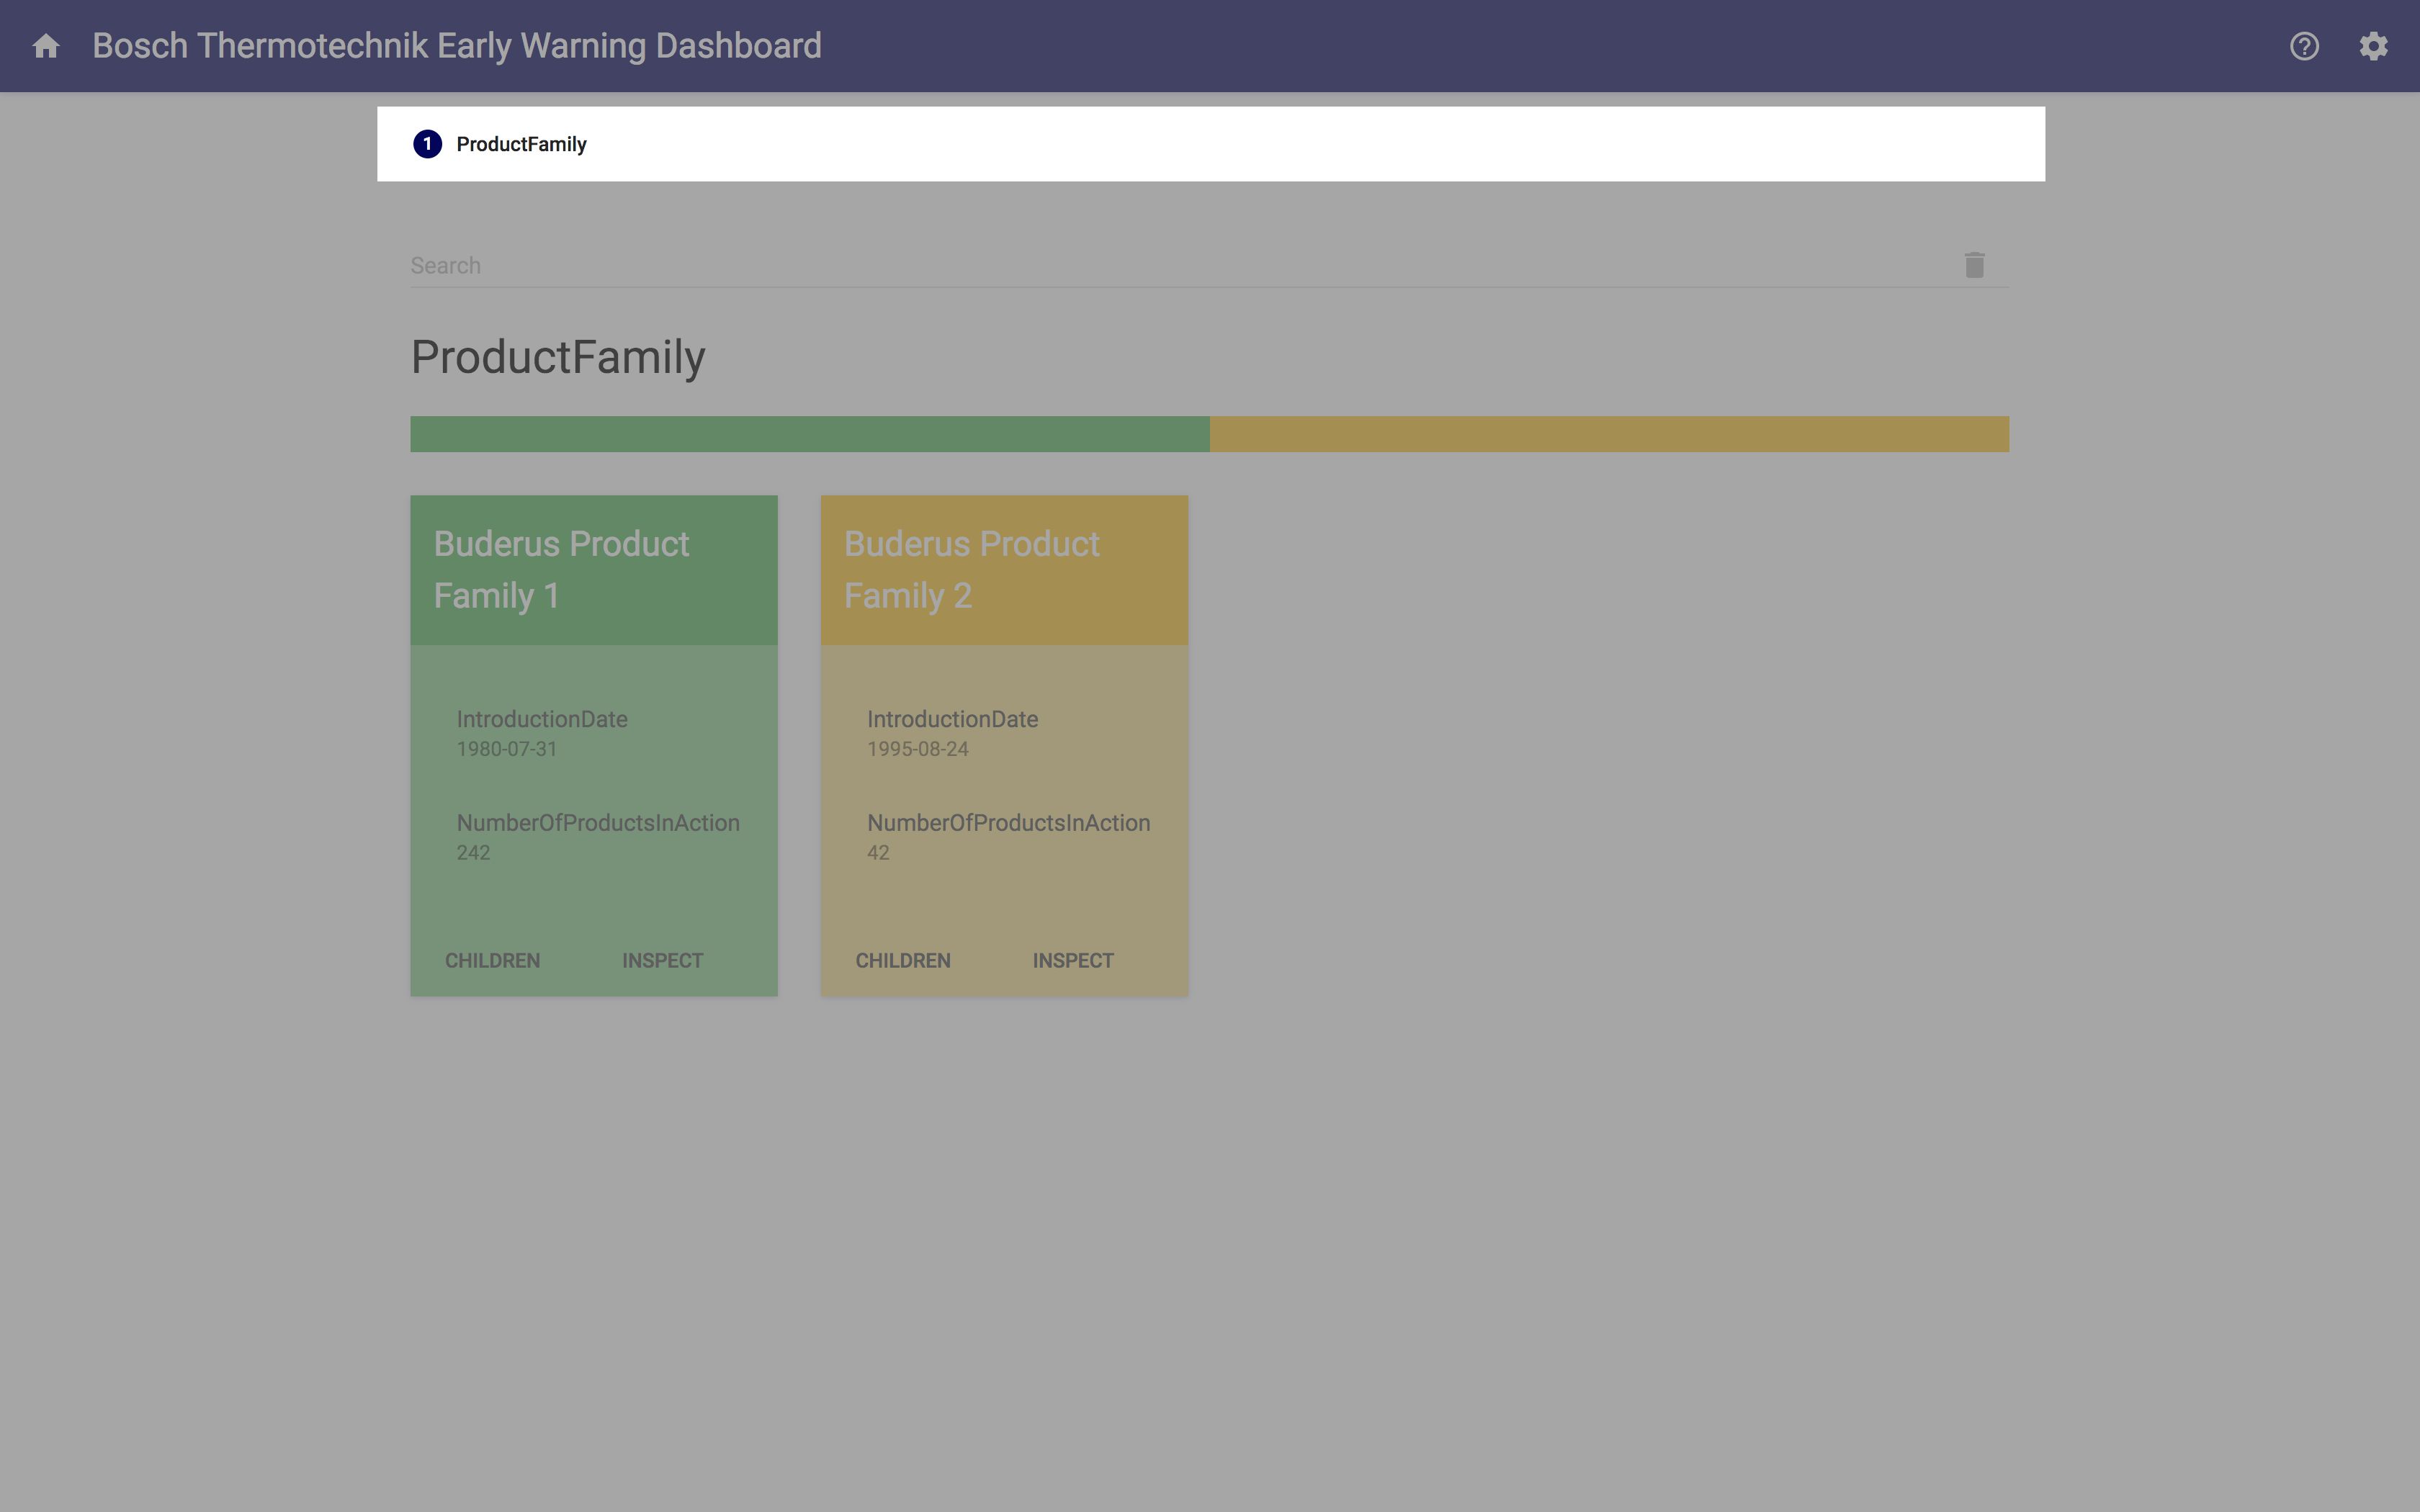 Bosch Thermotechnik Early Warning Dashboard
1 ProductFamily
Search
ProductFamily
Buderus Product
Family 1
IntroductionDate
1980-07-31
NumberOfProductsInAction
242
CHILDREN INSPECT
Buderus Product
Family 2
IntroductionDate
1995-08-24
NumberOfProductsInAction
42
CHILDREN INSPECT